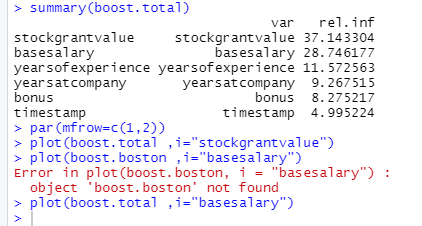 > summary(boost.total)
var rel.inf
stockgrantvalue stockgrantvalue 37.143304
basesalary basesalary 28.746177
yearsofexperience yearsofexperience 11.572563
yearsatcompany yearsatcompany 9.267515
bonus bonus 8.275217
timestamp timestamp 4.995224
> par(mfrow=c(1,2))
> plot(boost.total ,i="stockgrantvalue")
> plot(boost.boston ,i="basesalary")
Error in plot(boost.boston, i = "basesalary") :
object 'boost.boston' not found
> plot(boost.total ,i="basesalary")
>